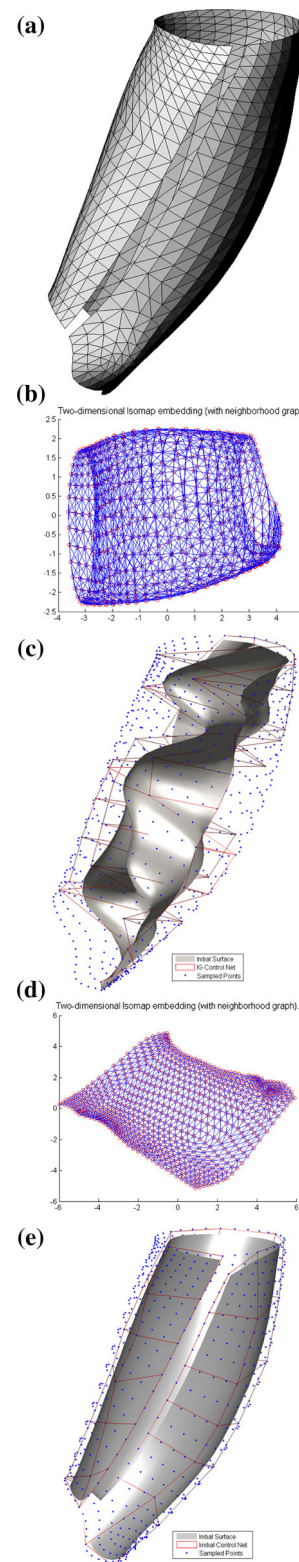 (a)
(b)
Two-dimensional Isomap embedding (with neighborhood grap
2.5
2
1.5
1
0.5
0
-0.5
-1
-1.5
-2
-2.5
-4 -3 -2 -1 0 1 2 3 4
(c)
Initial Surface
IG Control Net
Sampled Points
(d)
Two-dimensional Isomap embedding (with neighborhood graph).
6
4
2
0
-2
-4
-6
-6 -4 -2 0 2 4 6
(e)
Initial Surface
Iinitial Control Net
Sampled Points